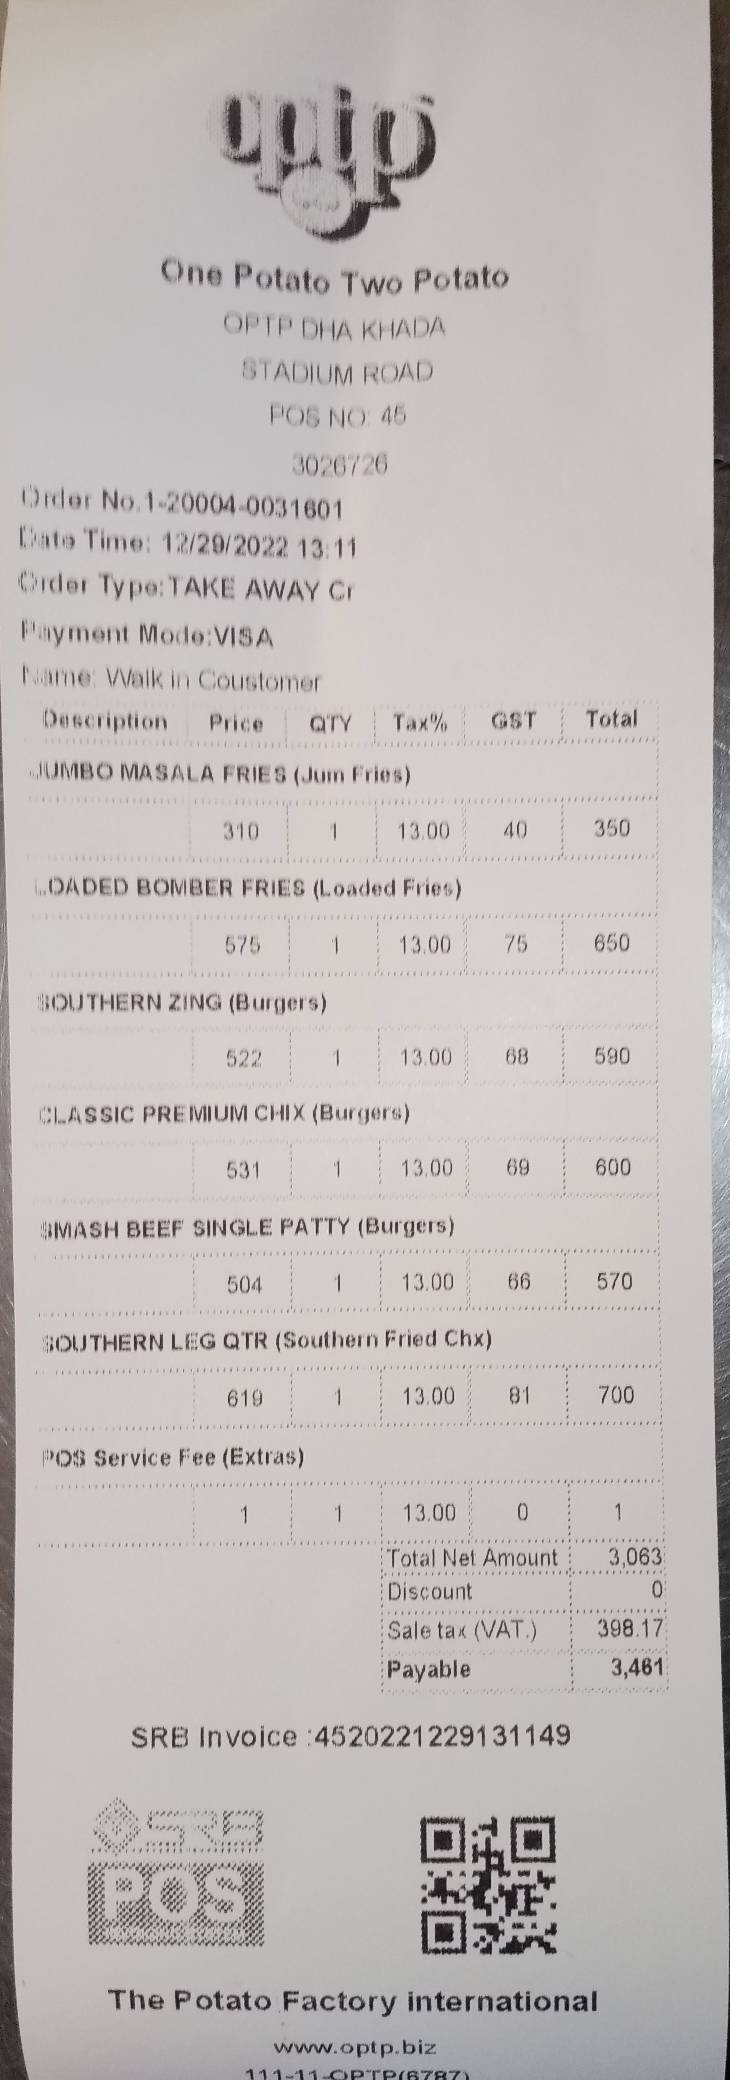 optp
One Potato Two Potato
OPTP DHA KHADA
STADIUM ROAD
POS NO: 45
3026726
Order No.1-20004-0031601
Date Time: 12/29/2022 13:11
Order Type:TAKE AWAY Cr
Payment Mode:VISA
Name: Walk in Coustomer
Description Price QTY Tax% GST Total
JUMBO MASALA FRIES (Jum Fries)
310 1 13.00 40 350
LOADED BOMBER FRIES (Loaded Fries)
575 1 13.00 75 650
SOUTHERN ZING (Burgers)
522 1 13.00 68 590
CLASSIC PREMIUM CHIX (Burgers)
531 1 13.00 69 600
SMASH BEEF SINGLE PATTY (Burgers)
504 1 13.00 66 570
SOUTHERN LEG QTR (Southern Fried Chx)
619 1 13.00 81 700
POS Service Fee (Extras)
1 1 13.00 0 1
Total Net Amount 3,063
Discount 0
Sale tax (VAT.) 398.17
Payable 3,461
SRB Invoice :4520221229131149
SRB
POS
The Potato Factory international
www.optp.biz
111-11-OPTP(6787)